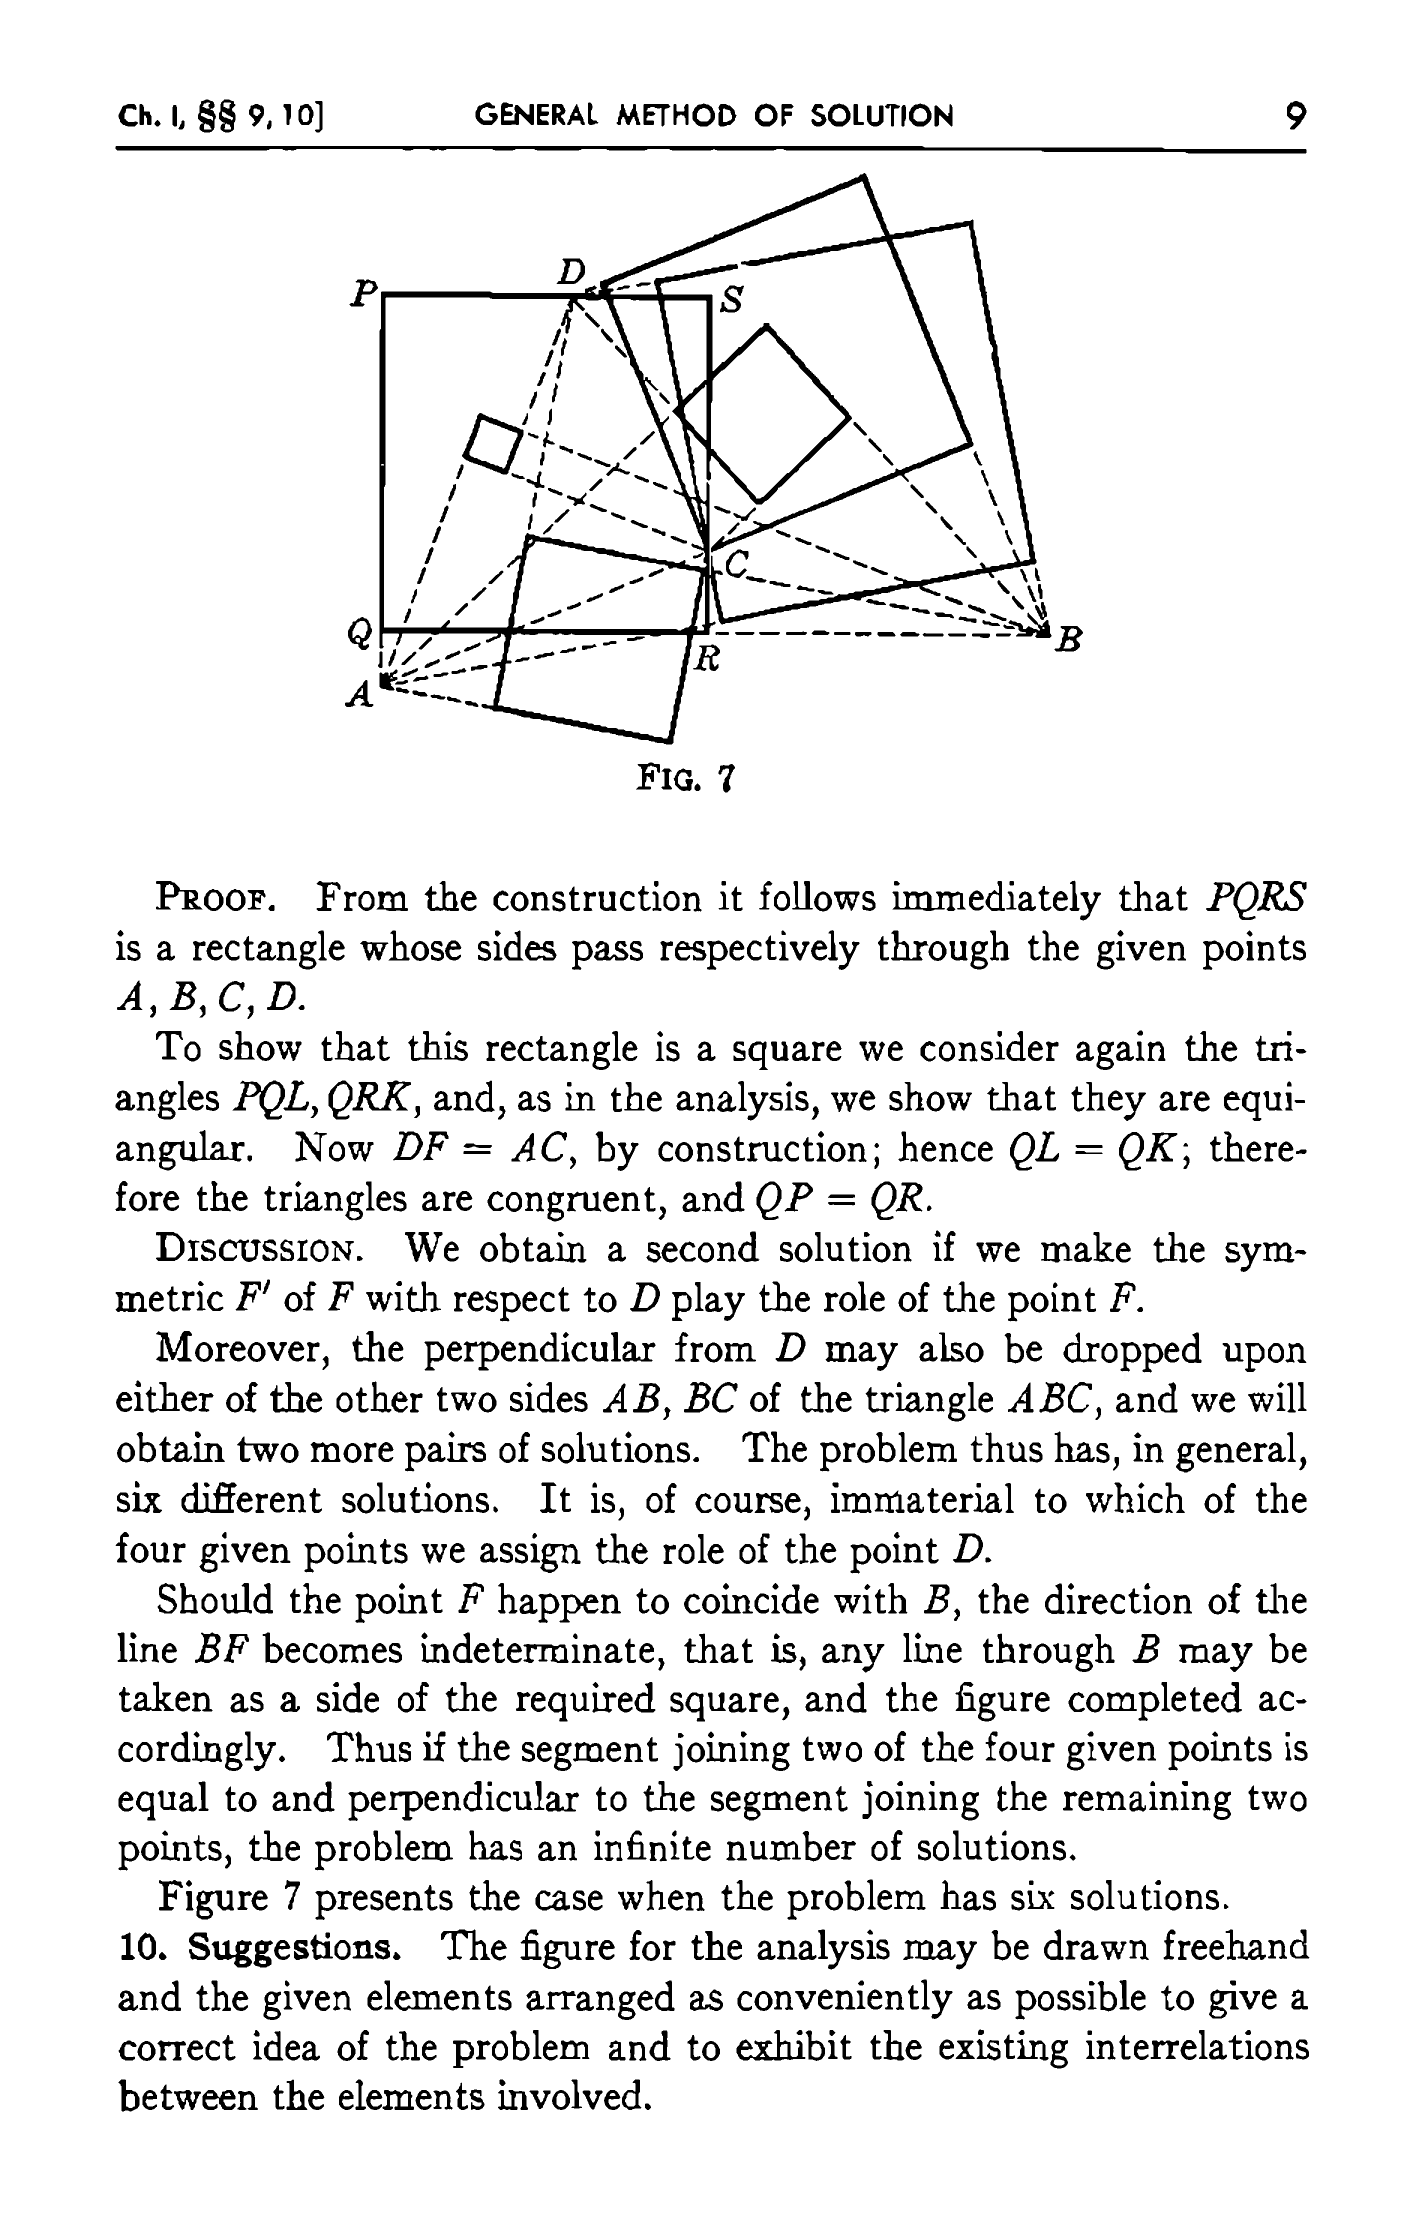 Ch. I, §§ 9, 10] GENERAL METHOD OF SOLUTION 9
D
P
S
C
Q
B
R
A
FIG. 7
PROOF. From the construction it follows immediately that PQRS
is a rectangle whose sides pass respectively through the given points
A, B, C, D.
To show that this rectangle is a square we consider again the tri-
angles PQL, QRK, and, as in the analysis, we show that they are equi-
angular. Now DF = AC, by construction; hence QL = QK; there-
fore the triangles are congruent, and QP = QR.
DISCUSSION. We obtain a second solution if we make the sym-
metric F′ of F with respect to D play the role of the point F.
Moreover, the perpendicular from D may also be dropped upon
either of the other two sides AB, BC of the triangle ABC, and we will
obtain two more pairs of solutions. The problem thus has, in general,
six different solutions. It is, of course, immaterial to which of the
four given points we assign the role of the point D.
Should the point F happen to coincide with B, the direction of the
line BF becomes indeterminate, that is, any line through B may be
taken as a side of the required square, and the figure completed ac-
cordingly. Thus if the segment joining two of the four given points is
equal to and perpendicular to the segment joining the remaining two
points, the problem has an infinite number of solutions.
Figure 7 presents the case when the problem has six solutions.
10. Suggestions. The figure for the analysis may be drawn freehand
and the given elements arranged as conveniently as possible to give a
correct idea of the problem and to exhibit the existing interrelations
between the elements involved.